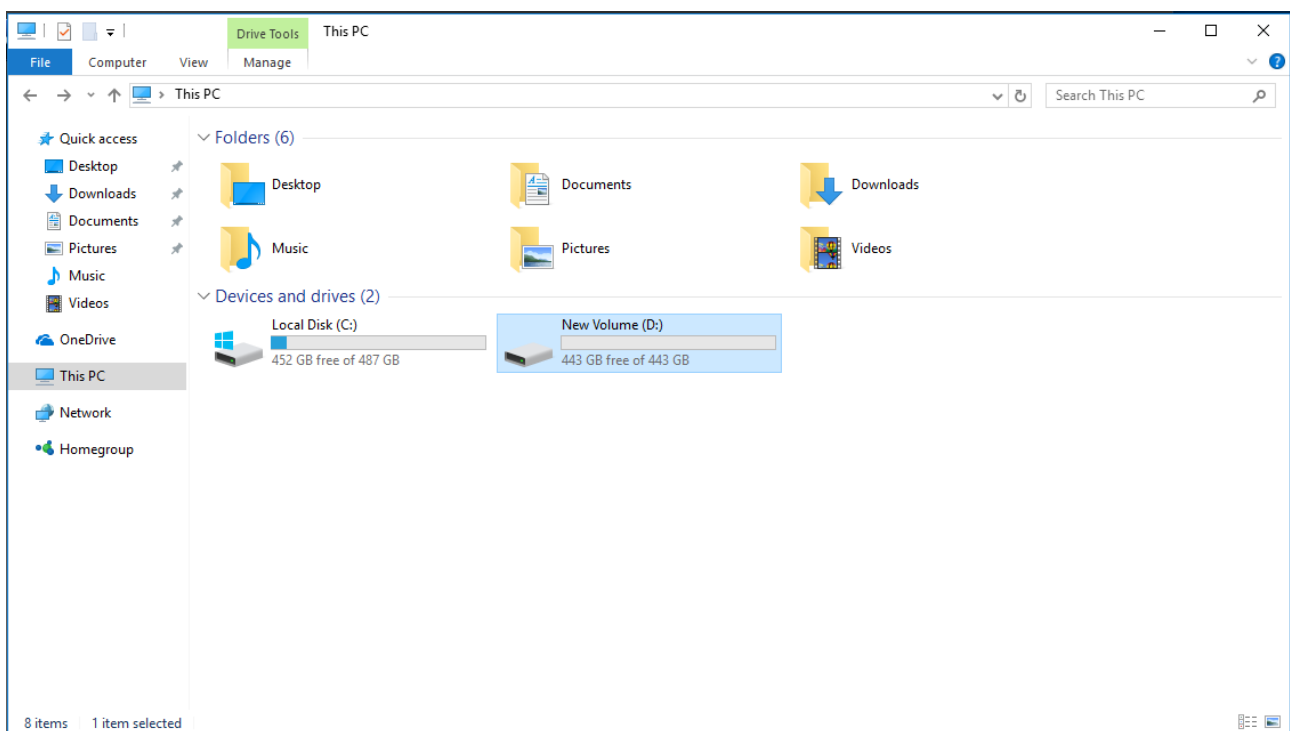 Drive Tools This PC
File Computer View Manage
This PC Search This PC
Quick access
Desktop
Downloads
Documents
Pictures
Music
Videos
OneDrive
This PC
Network
Homegroup
Folders (6)
Desktop Documents Downloads
Music Pictures Videos
Devices and drives (2)
Local Disk (C:) New Volume (D:)
452 GB free of 487 GB 443 GB free of 443 GB
8 items 1 item selected